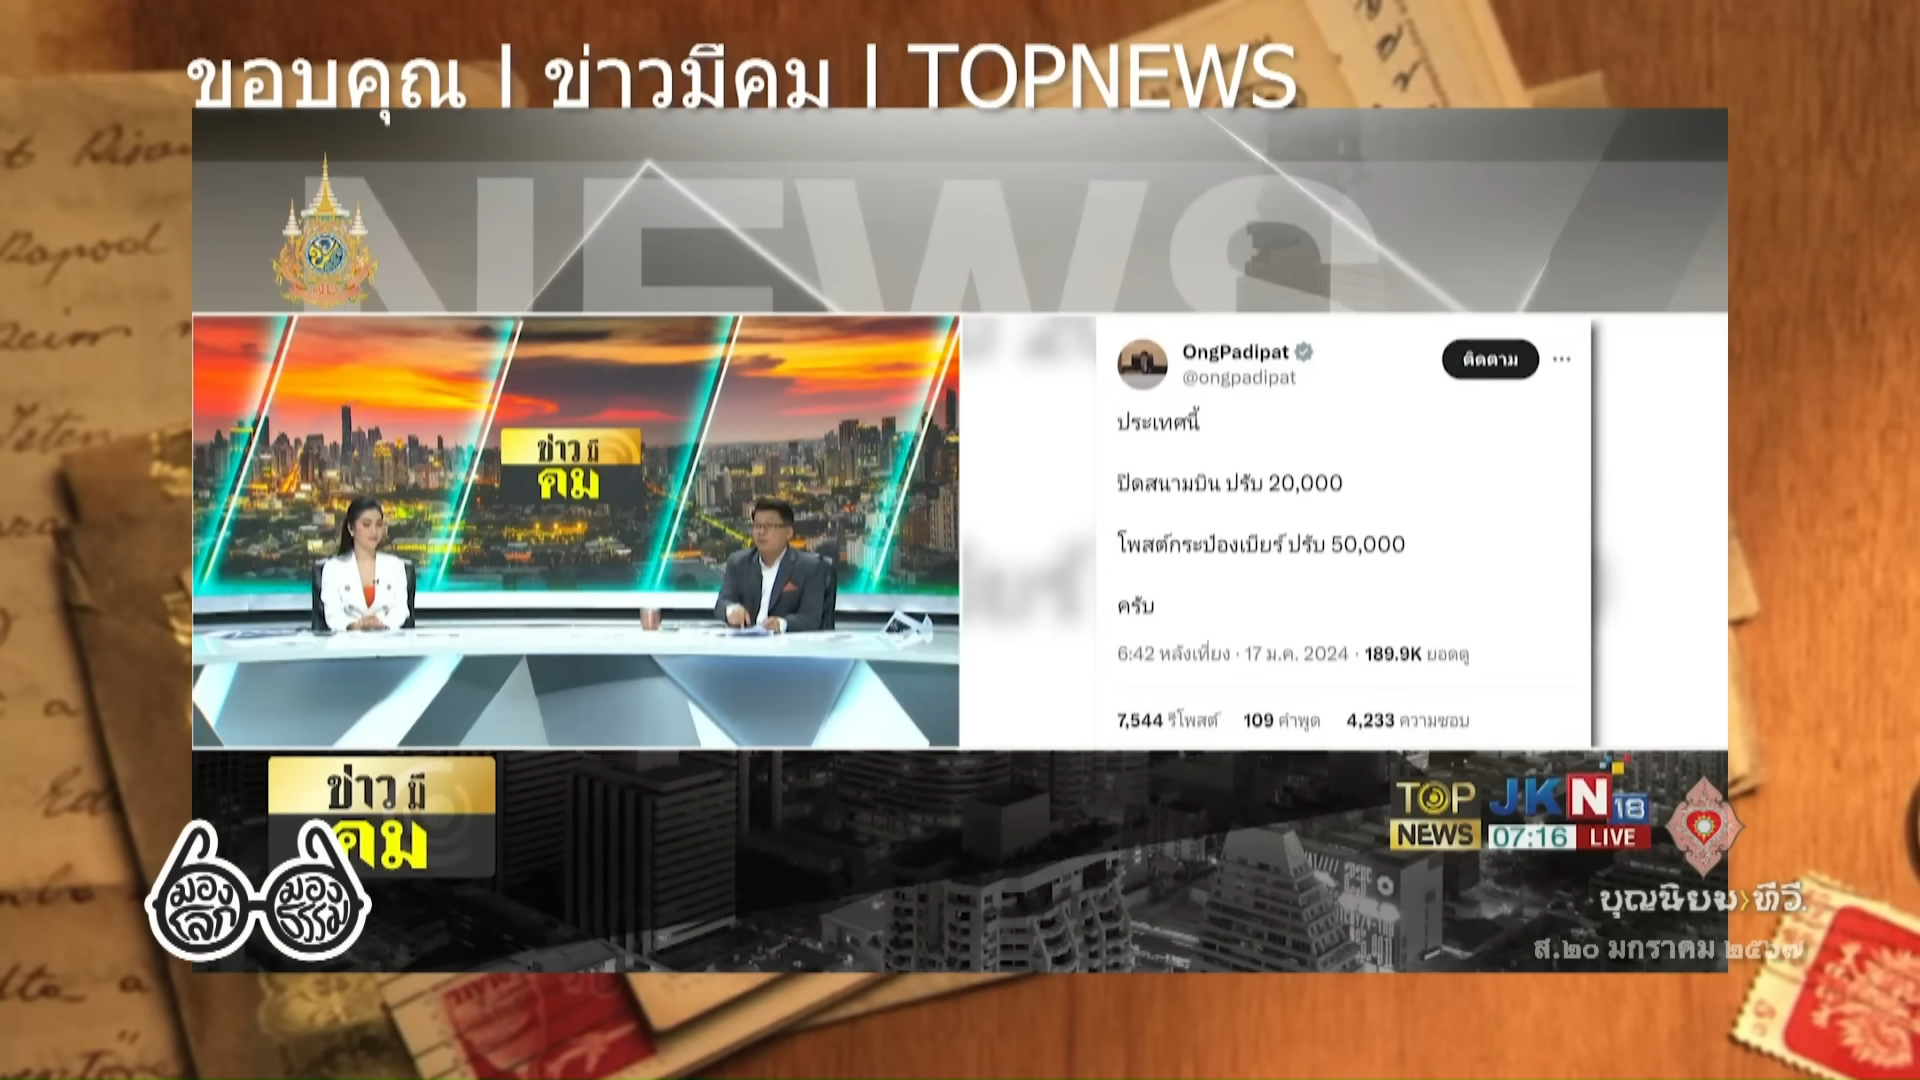 ขอบคุณ | ข่าวมีคม | TOPNEWS
NEWS
OngPadipat
@ongpadipat
ติดตาม
ประเทศนี้
ปิดสนามบิน ปรับ 20,000
โพสต์กระป๋องเบียร์ ปรับ 50,000
ครับ
6:42 หลังเที่ยง · 17 ม.ค. 2024 · 189.9K ยอดดู
7,544 รีโพสต์ 109 คำพูด 4,233 ความชอบ
ข่าวมี
คม
ข่าวมี
คม
TOP
NEWS
JKN18
07:16 LIVE
มองโลก มองธรรม
บุญนิยมทีวี
ส.๒๐ มกราคม ๒๕๖๗